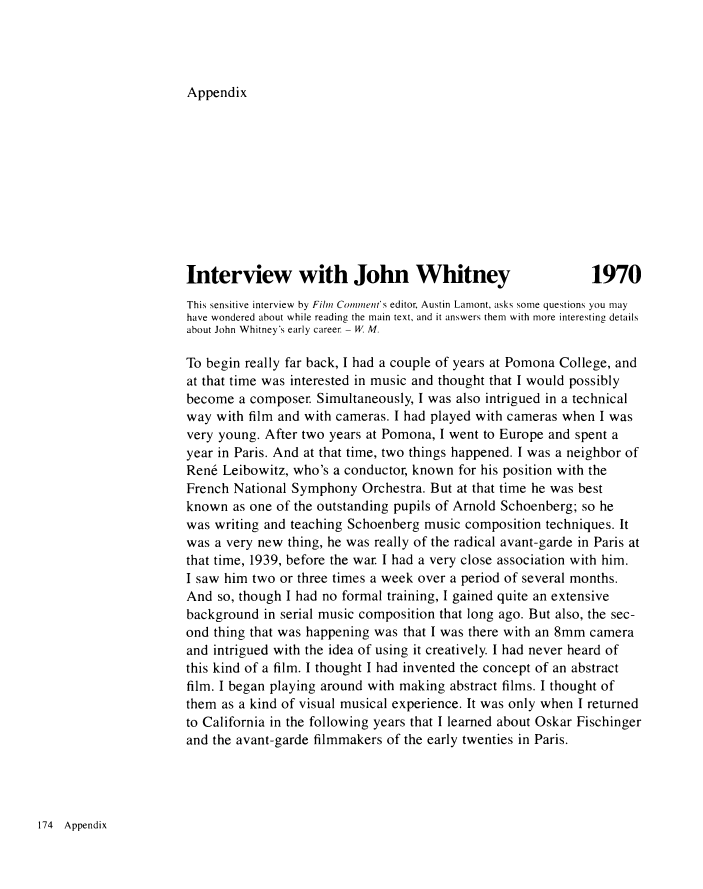 Appendix
Interview with John Whitney 1970
This sensitive interview by Film Comment's editor, Austin Lamont, asks some questions you may
have wondered about while reading the main text, and it answers them with more interesting details
about John Whitney's early career. – W. M.
To begin really far back, I had a couple of years at Pomona College, and
at that time was interested in music and thought that I would possibly
become a composer. Simultaneously, I was also intrigued in a technical
way with film and with cameras. I had played with cameras when I was
very young. After two years at Pomona, I went to Europe and spent a
year in Paris. And at that time, two things happened. I was a neighbor of
René Leibowitz, who's a conductor, known for his position with the
French National Symphony Orchestra. But at that time he was best
known as one of the outstanding pupils of Arnold Schoenberg; so he
was writing and teaching Schoenberg music composition techniques. It
was a very new thing, he was really of the radical avant-garde in Paris at
that time, 1939, before the war. I had a very close association with him.
I saw him two or three times a week over a period of several months.
And so, though I had no formal training, I gained quite an extensive
background in serial music composition that long ago. But also, the sec-
ond thing that was happening was that I was there with an 8mm camera
and intrigued with the idea of using it creatively. I had never heard of
this kind of a film. I thought I had invented the concept of an abstract
film. I began playing around with making abstract films. I thought of
them as a kind of visual musical experience. It was only when I returned
to California in the following years that I learned about Oskar Fischinger
and the avant-garde filmmakers of the early twenties in Paris.
174 Appendix